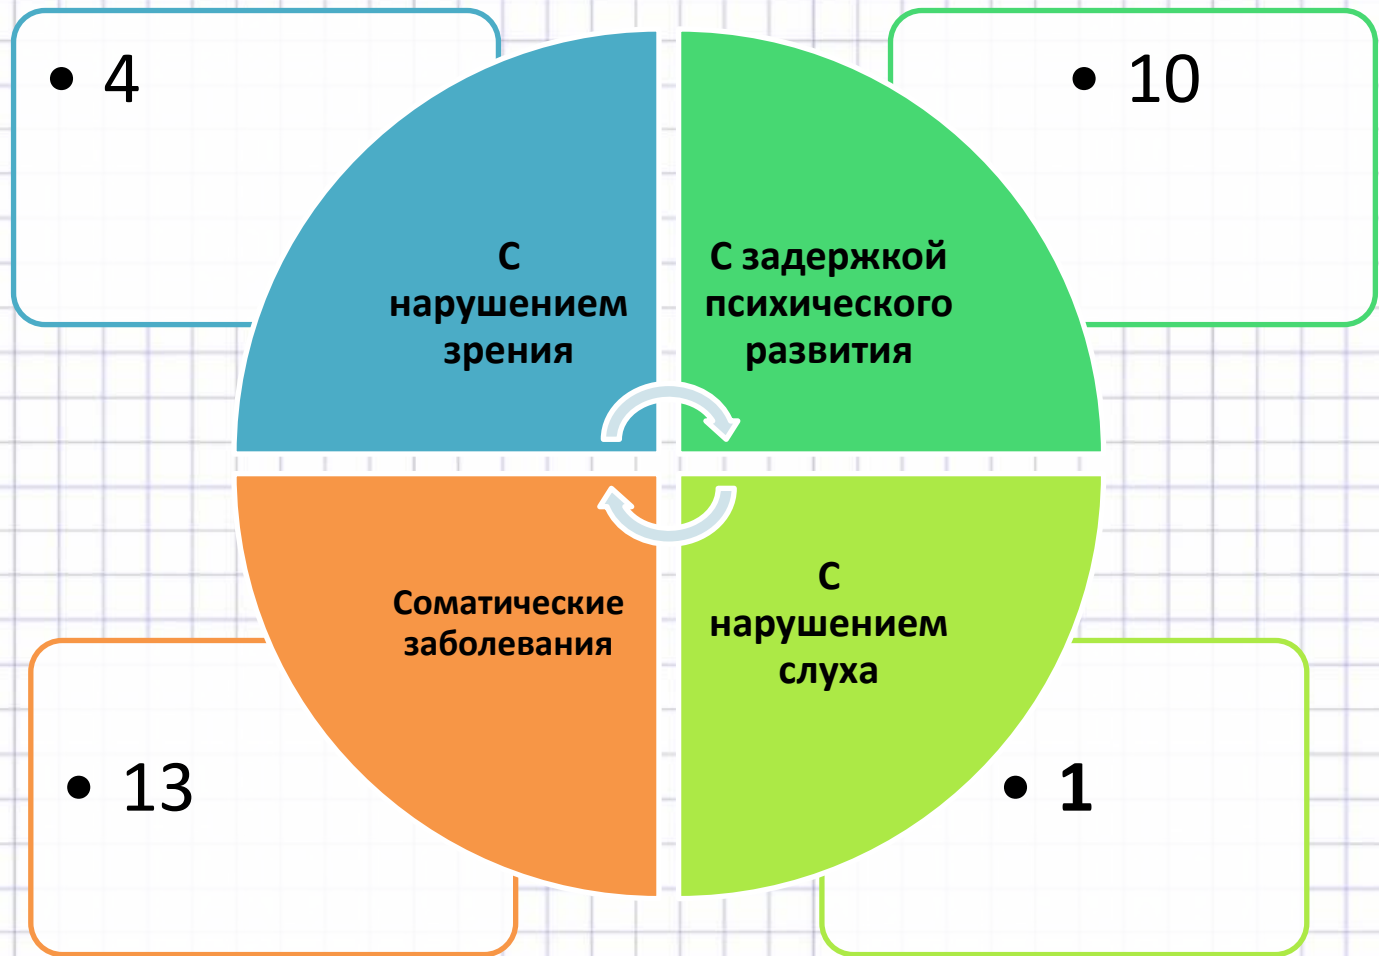 • 4
• 10
С
нарушением
зрения
С задержкой
психического
развития
Соматические
заболевания
С
нарушением
слуха
• 13
• 1